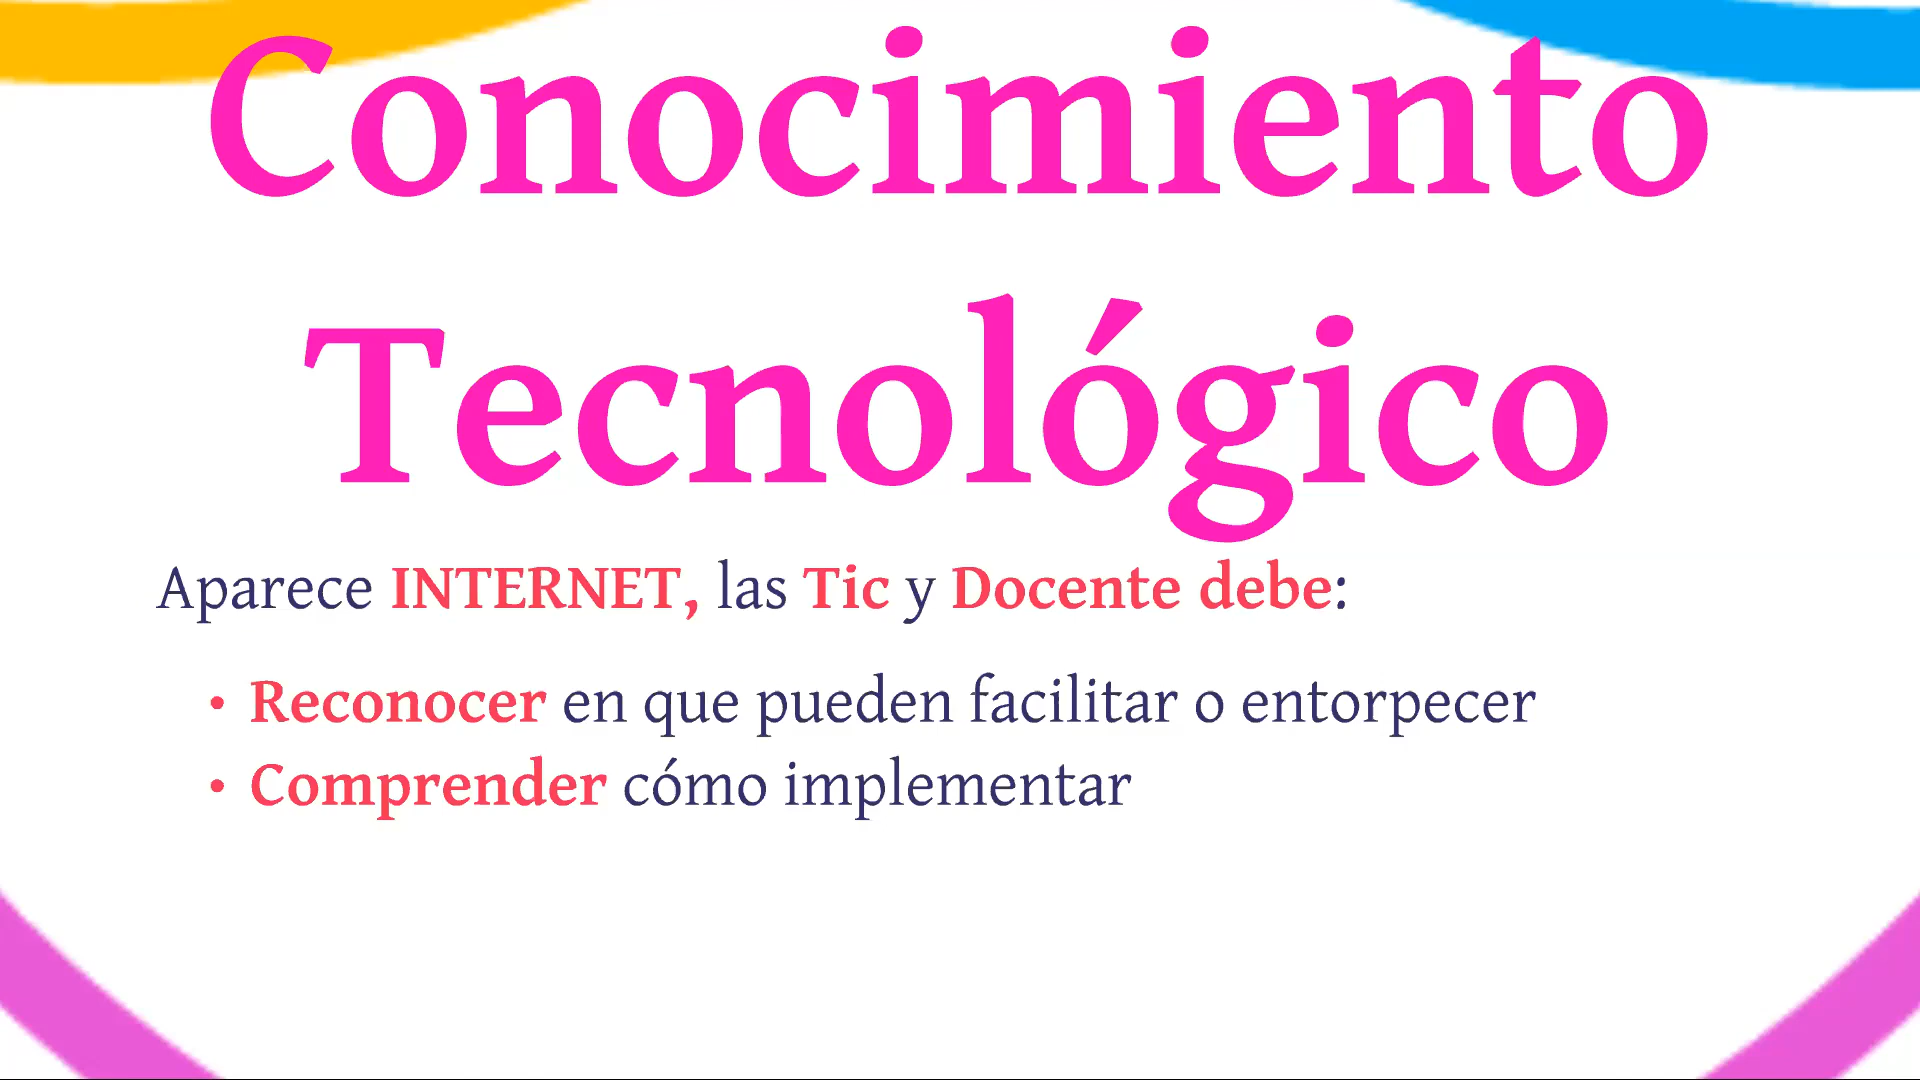 Conocimiento
Tecnológico
Aparece INTERNET, las Tic y Docente debe:
• Reconocer en que pueden facilitar o entorpecer
• Comprender cómo implementar